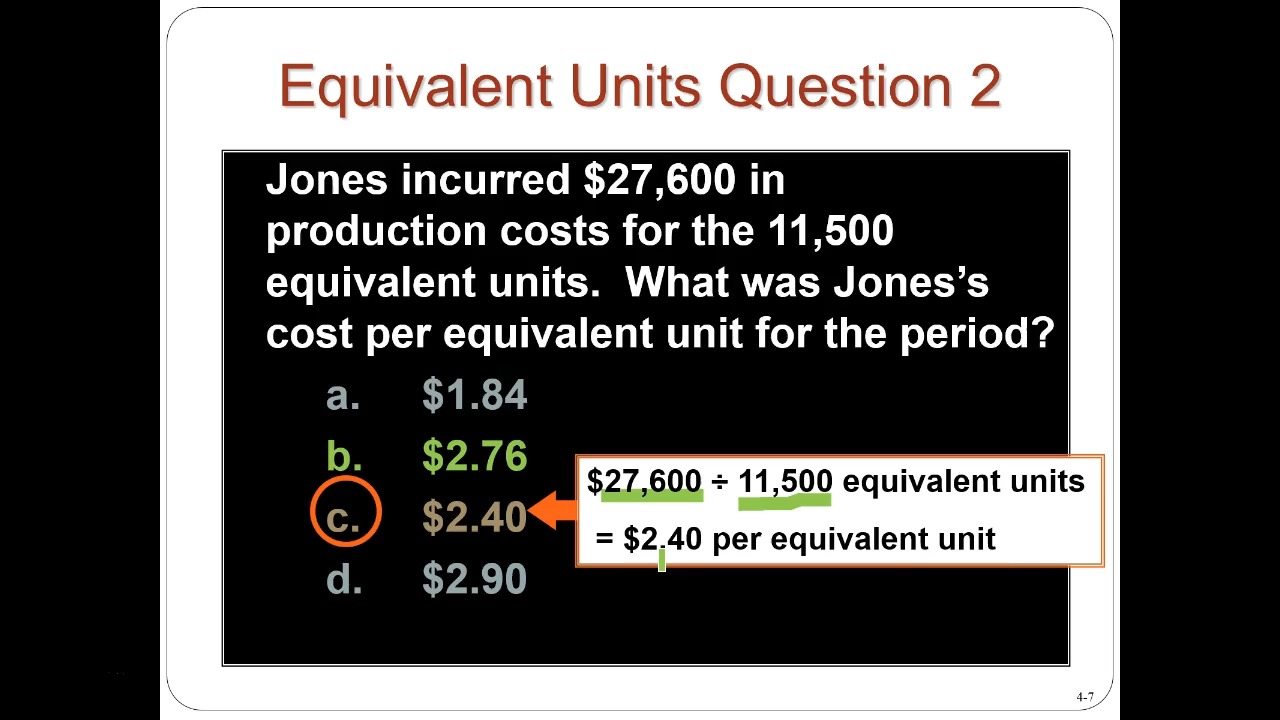 Equivalent Units Question 2
Jones incurred $27,600 in
production costs for the 11,500
equivalent units.  What was Jones’s
cost per equivalent unit for the period?
a. $1.84
b. $2.76
c. $2.40
d. $2.90
$27,600 ÷ 11,500 equivalent units
= $2.40 per equivalent unit
4-7